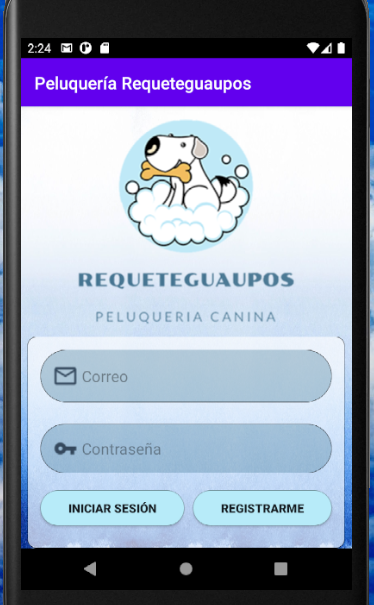 2:24
Peluquería Requeteguaupos
REQUETEGUAUPOS
PELUQUERIA CANINA
Correo
Contraseña
INICIAR SESIÓN
REGISTRARME